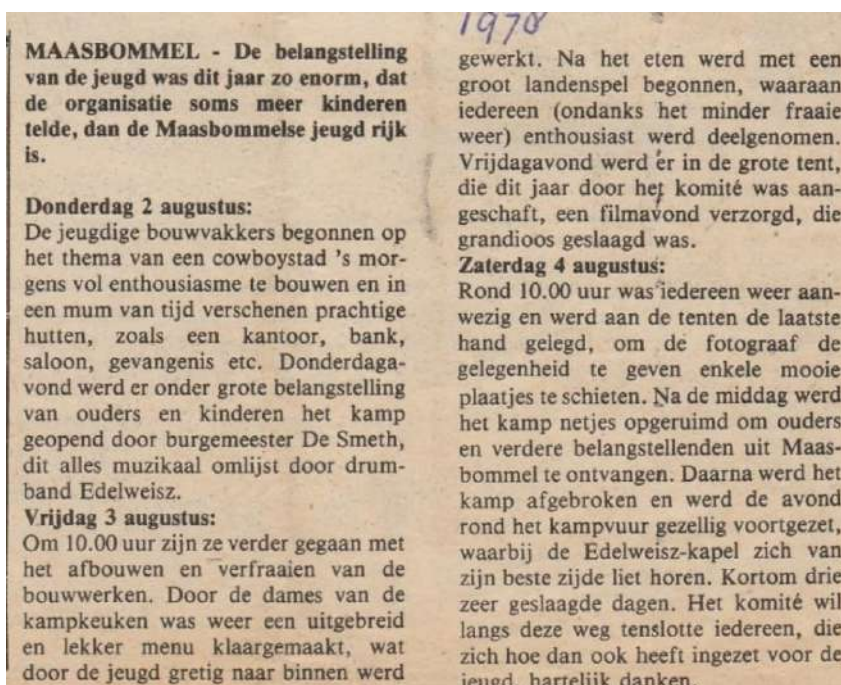 MAASBOMMEL - De belangstelling
van de jeugd was dit jaar zo enorm, dat
de organisatie soms meer kinderen
telde, dan de Maasbommelse jeugd rijk
is.
Donderdag 2 augustus:
De jeugdige bouwvakkers begonnen op
het thema van een cowboystad 's mor-
gens vol enthousiasme te bouwen en in
een mum van tijd verschenen prachtige
hutten, zoals een kantoor, bank,
saloon, gevangenis etc. Donderdaga-
vond werd er onder grote belangstelling
van ouders en kinderen het kamp
geopend door burgemeester De Smeth,
dit alles muzikaal omlijst door drum-
band Edelweisz.
Vrijdag 3 augustus:
Om 10.00 uur zijn ze verder gegaan met
het afbouwen en verfraaien van de
bouwwerken. Door de dames van de
kampkeuken was weer een uitgebreid
en lekker menu klaargemaakt, wat
door de jeugd gretig naar binnen werd
1978
gewerkt. Na het eten werd met een
groot landenspel begonnen, waaraan
iedereen (ondanks het minder fraaie
weer) enthousiast werd deelgenomen.
Vrijdagavond werd er in de grote tent,
die dit jaar door het komité was aan-
geschaft, een filmavond verzorgd, die
grandioos geslaagd was.
Zaterdag 4 augustus:
Rond 10.00 uur was iedereen weer aan-
wezig en werd aan de tenten de laatste
hand gelegd, om de fotograaf de
gelegenheid te geven enkele mooie
plaatjes te schieten. Na de middag werd
het kamp netjes opgeruimd om ouders
en verdere belangstellenden uit Maas-
bommel te ontvangen. Daarna werd het
kamp afgebroken en werd de avond
rond het kampvuur gezellig voortgezet,
waarbij de Edelweisz-kapel zich van
zijn beste zijde liet horen. Kortom drie
zeer geslaagde dagen. Het komité wil
langs deze weg tenslotte iedereen, die
zich hoe dan ook heeft ingezet voor de
jeugd, hartelijk danken.